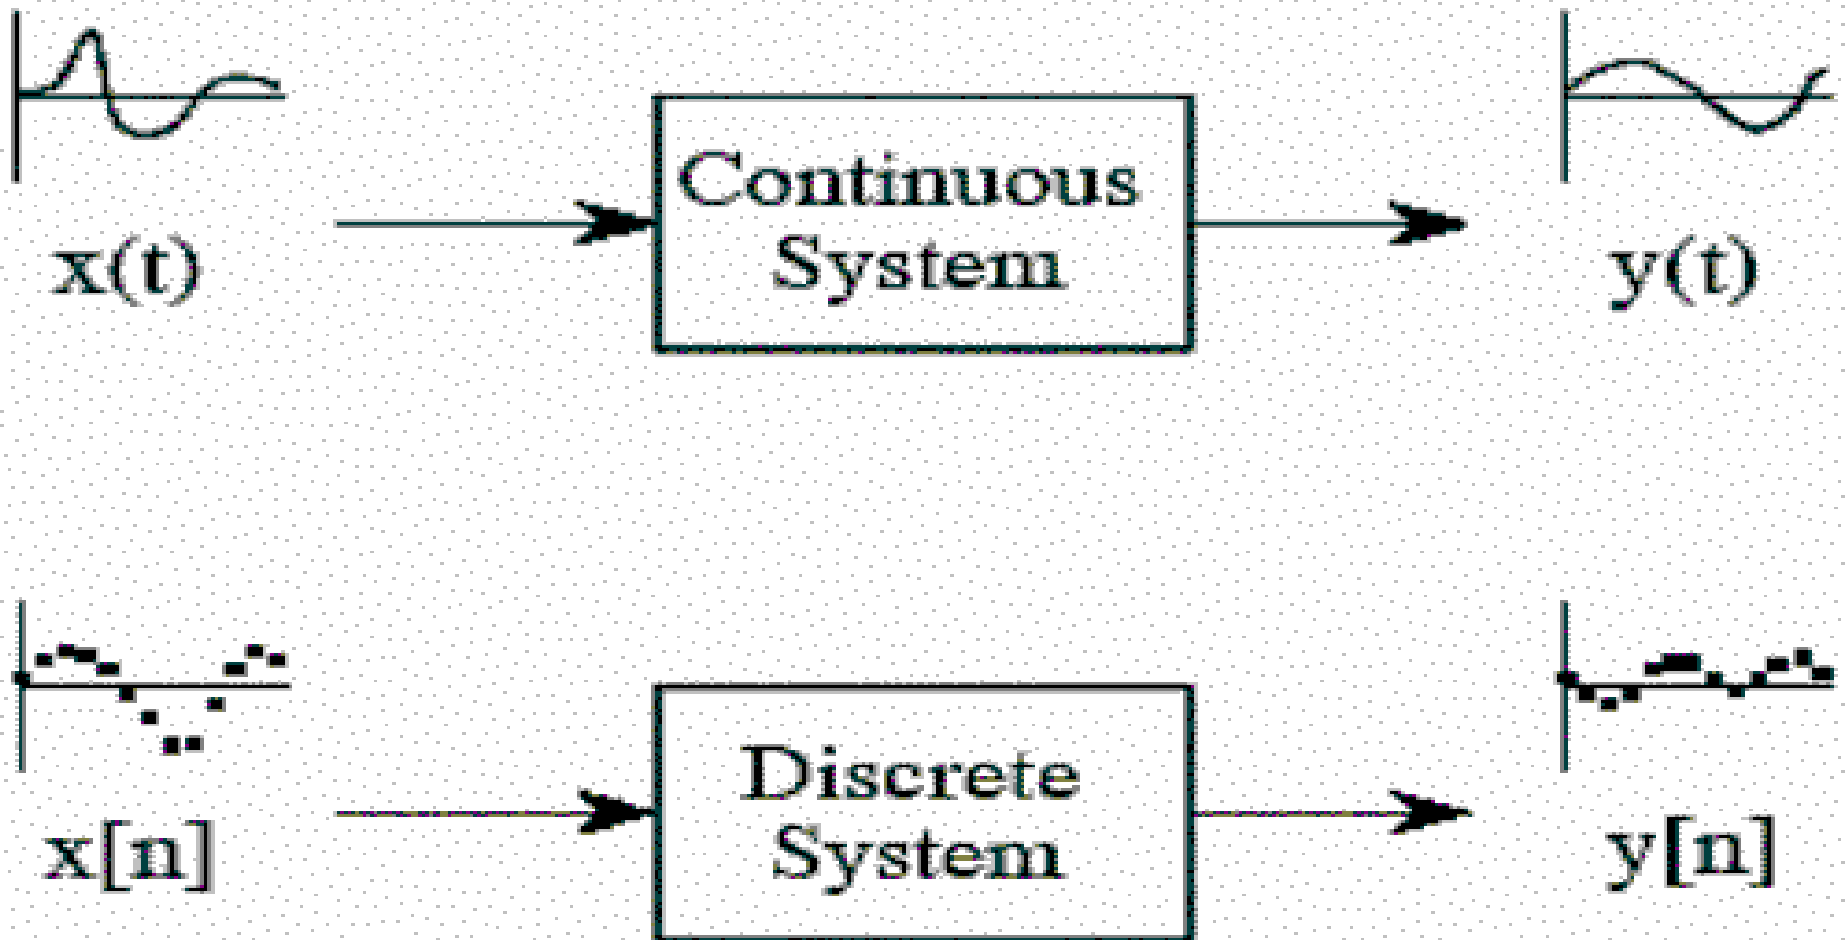 x(t)
Continuous
System
y(t)
x[n]
Discrete
System
y[n]